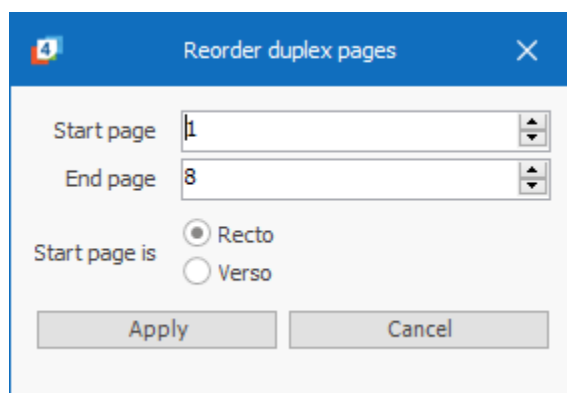 4
Reorder duplex pages
Start page 1
End page 8
Start page is
Recto
Verso
Apply Cancel